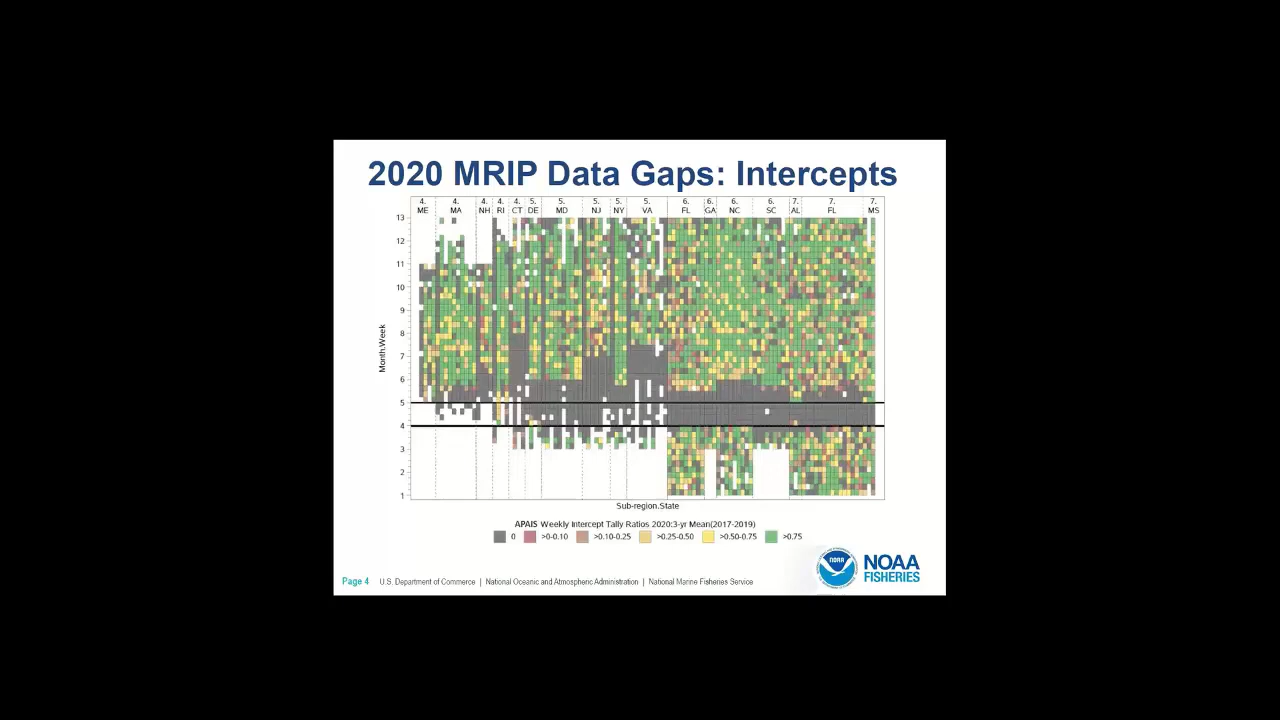 2020 MRIP Data Gaps: Intercepts
4. 4. 4. 4. 4. 5. 5. 5. 5. 5. 6. 6. 6. 6. 7. 7. 7.
ME MA NH RI CT DE MD NJ NY VA FL GA NC SC AL FL MS
13
12
11
10
9
8
7
6
5
4
3
2
1
Month.Week
Sub-region.State
APAIS Weekly Intercept Tally Ratios 2020:3-yr Mean(2017-2019)
0 >0-0.10 >0.10-0.25 >0.25-0.50 >0.50-0.75 >0.75
NOAA
NOAA
FISHERIES
Page 4 U.S. Department of Commerce | National Oceanic and Atmospheric Administration | National Marine Fisheries Service